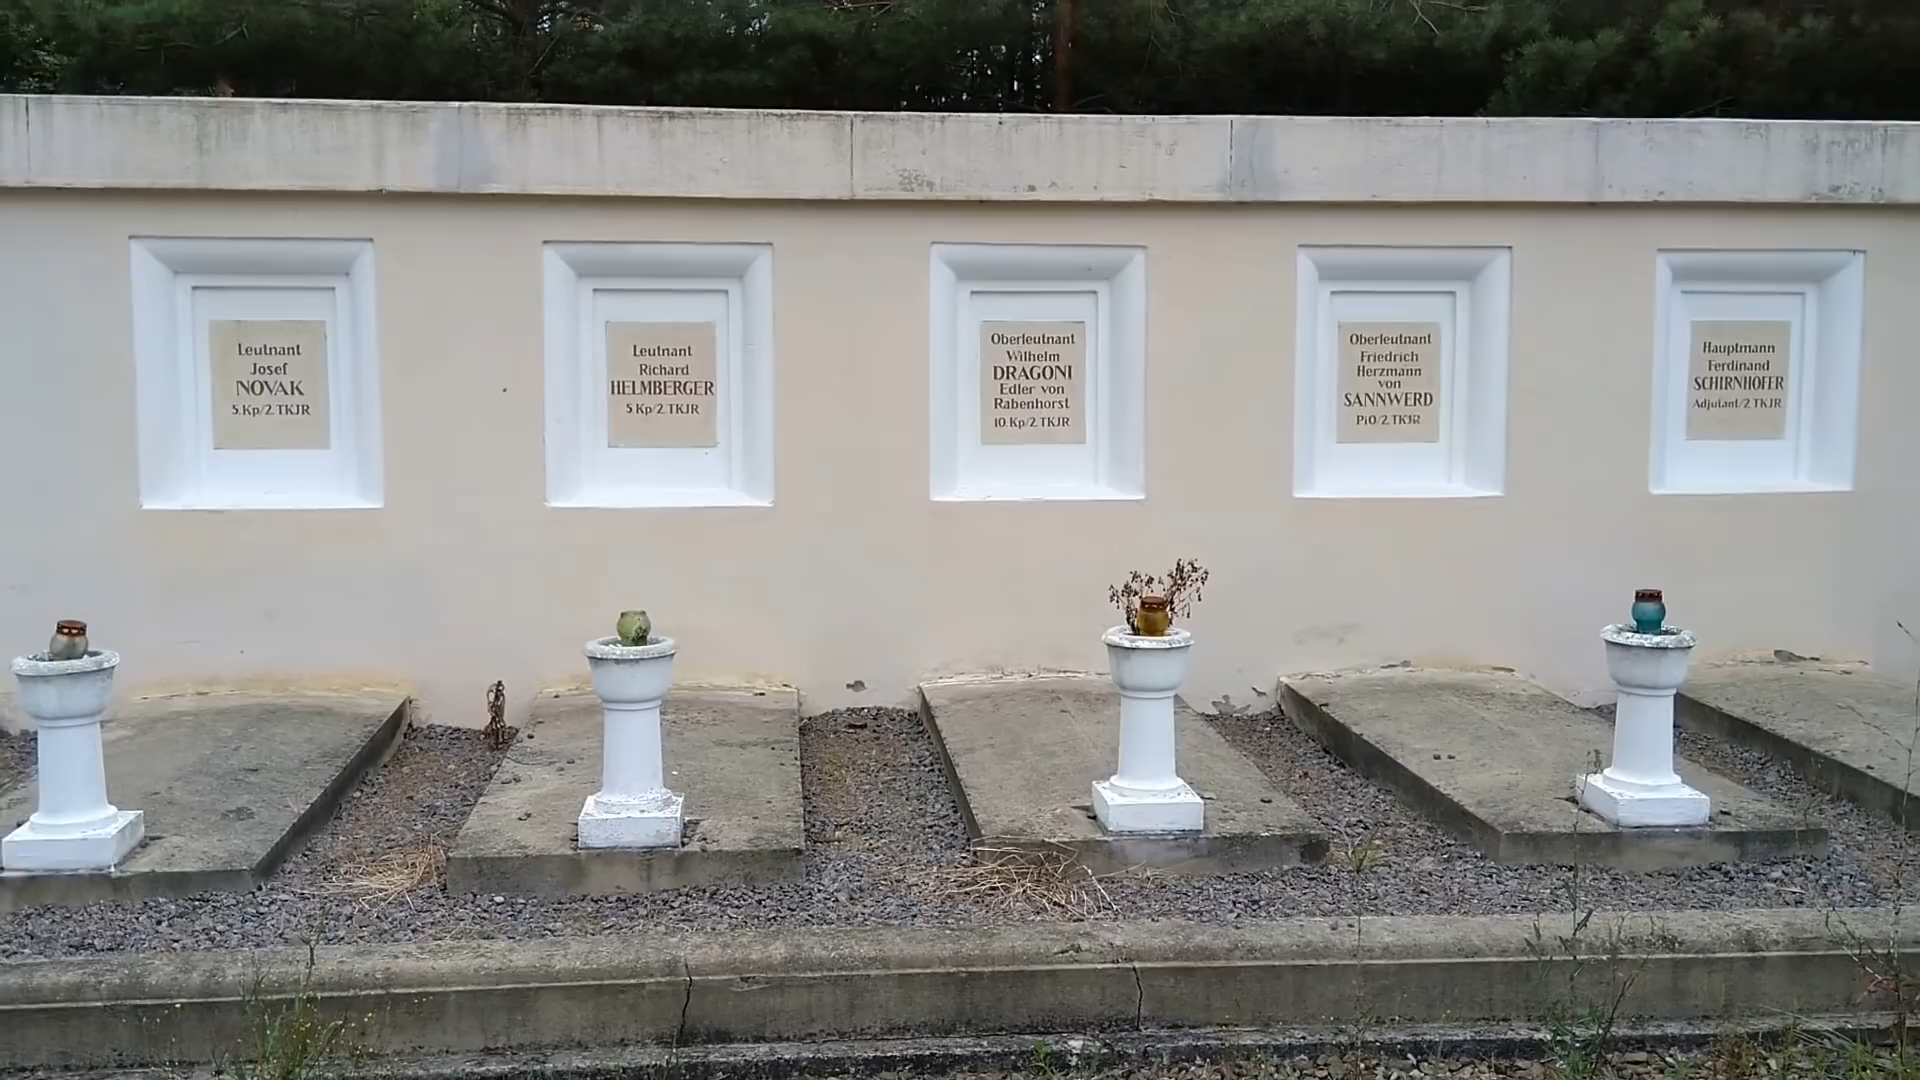 Leutnant
Josef
NOVAK
5.Kp/2.TKJR
Leutnant
Richard
HELMBERGER
5.Kp/2.TKJR
Oberleutnant
Wilhelm
DRAGONI
Edler von
Rabenhorst
10.Kp/2.TKJR
Oberleutnant
Friedrich
Herzmann
von
SANNWERD
PiO/2.TKJR
Hauptmann
Ferdinand
SCHIRNHOFER
Adjutant/2.TKJR